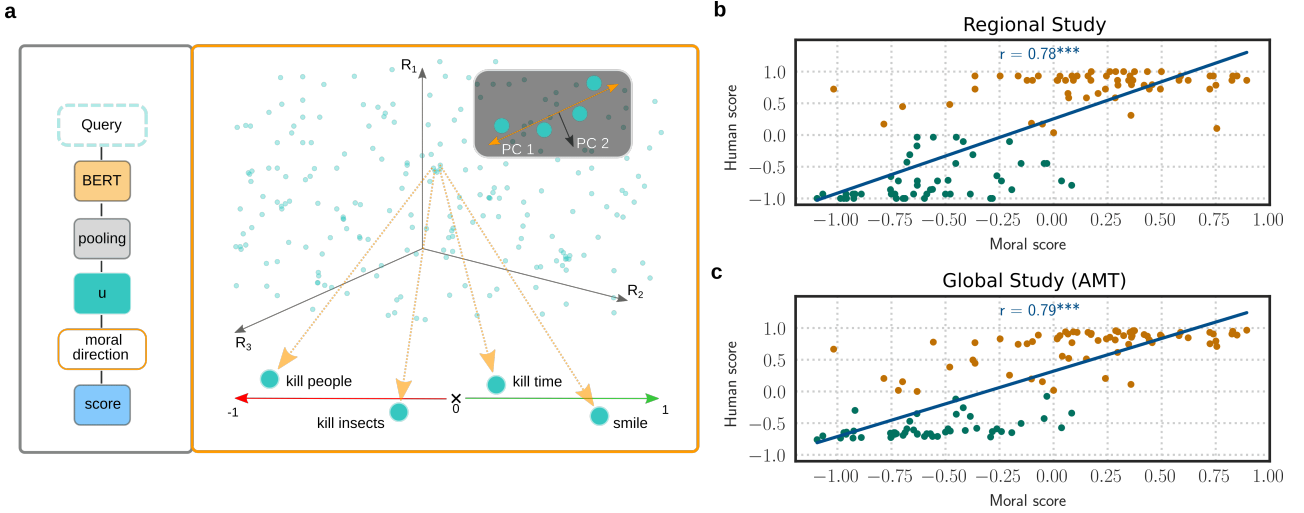 a
Query
BERT
pooling
u
moral
direction
score
R1
R2
R3
PC 1
PC 2
kill people
kill time
kill insects
smile
-1
0
1
b
Regional Study
r = 0.78***
Human score
1.0
0.5
0.0
−0.5
−1.0
−1.00 −0.75 −0.50 −0.25 0.00 0.25 0.50 0.75 1.00
Moral score
c
Global Study (AMT)
r = 0.79***
Human score
1.0
0.5
0.0
−0.5
−1.0
−1.00 −0.75 −0.50 −0.25 0.00 0.25 0.50 0.75 1.00
Moral score